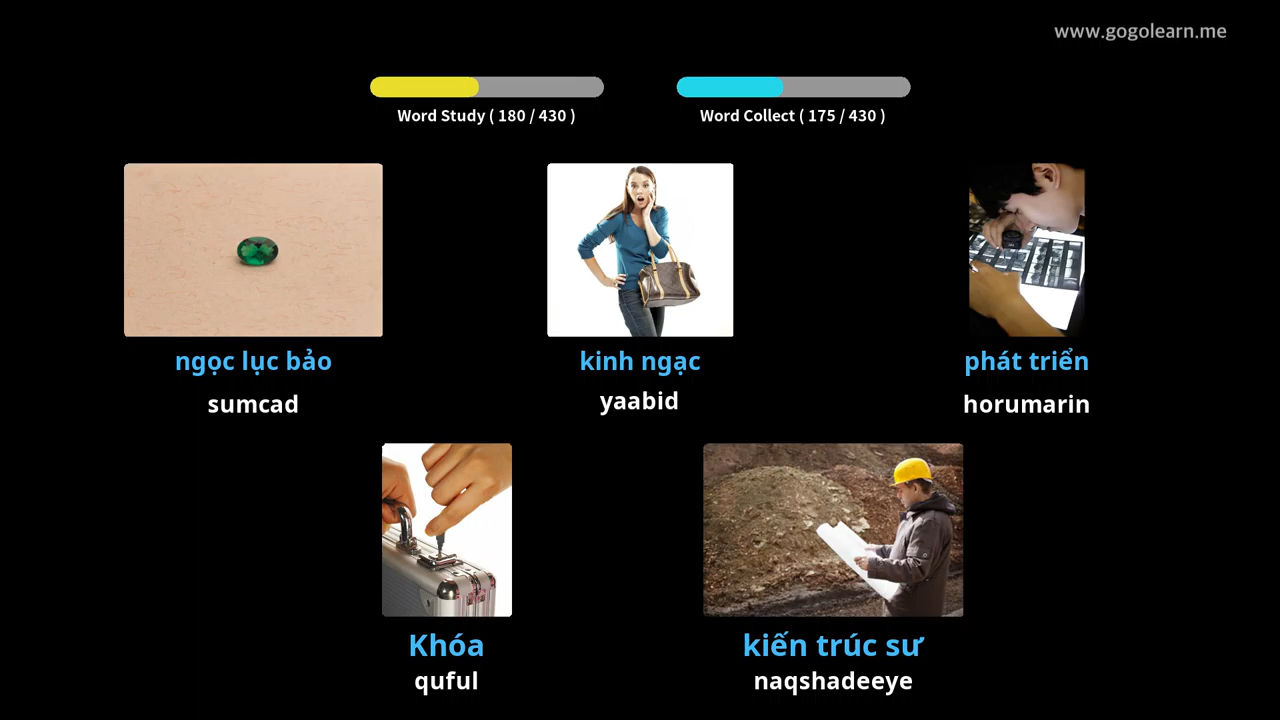 www.gogolearn.me
Word Study ( 180 / 430 )
Word Collect ( 175 / 430 )
ngọc lục bảo
sumcad
kinh ngạc
yaabid
phát triển
horumarin
Khóa
quful
kiến trúc sư
naqshadeeye